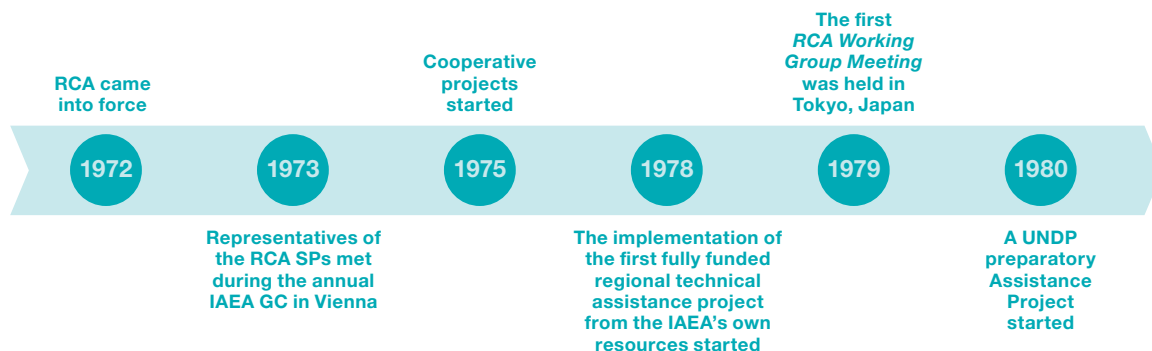 RCA came
into force
1972
1973
Representatives of
the RCA SPs met
during the annual
IAEA GC in Vienna
Cooperative
projects
started
1975
1978
The implementation of
the first fully funded
regional technical
assistance project
from the IAEA's own
resources started
The first
RCA Working
Group Meeting
was held in
Tokyo, Japan
1979
1980
A UNDP
preparatory
Assistance
Project
started